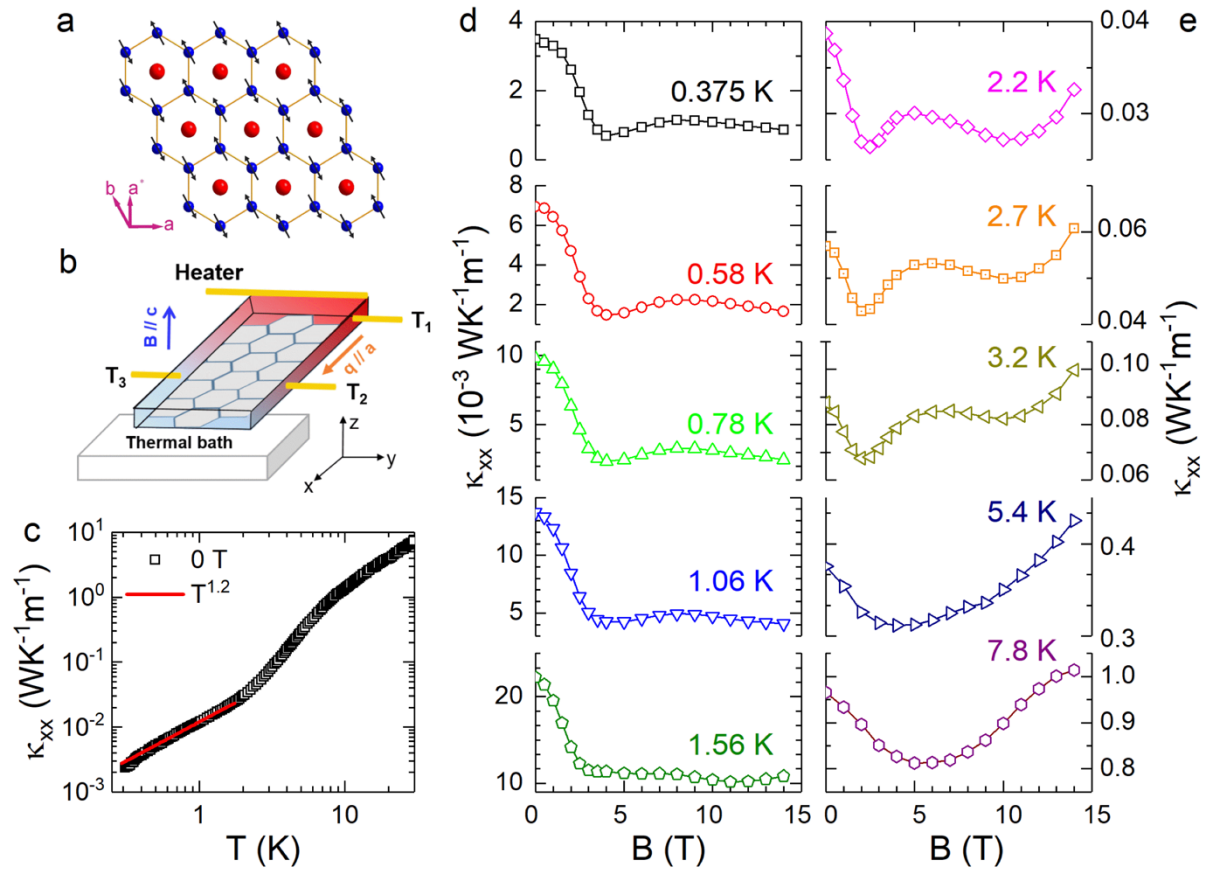 a
b
a*
a
b
Heater
B // c
T₁
q // a
T₃
T₂
Thermal bath
z
y
x
c
10¹
10⁰
10⁻¹
10⁻²
10⁻³
κxx (WK⁻¹m⁻¹)
0 T
T¹·²
1
10
T (K)
d
4
2
0
0.375 K
8
6
4
2
0.58 K
κxx (10⁻³ WK⁻¹m⁻¹)
10
5
0.78 K
15
10
5
1.06 K
20
10
1.56 K
0
5
10
15
B (T)
e
0.04
0.03
2.2 K
0.06
0.04
2.7 K
κxx (WK⁻¹m⁻¹)
0.10
0.08
0.06
3.2 K
0.4
0.3
5.4 K
1.0
0.9
0.8
7.8 K
5
10
15
B (T)